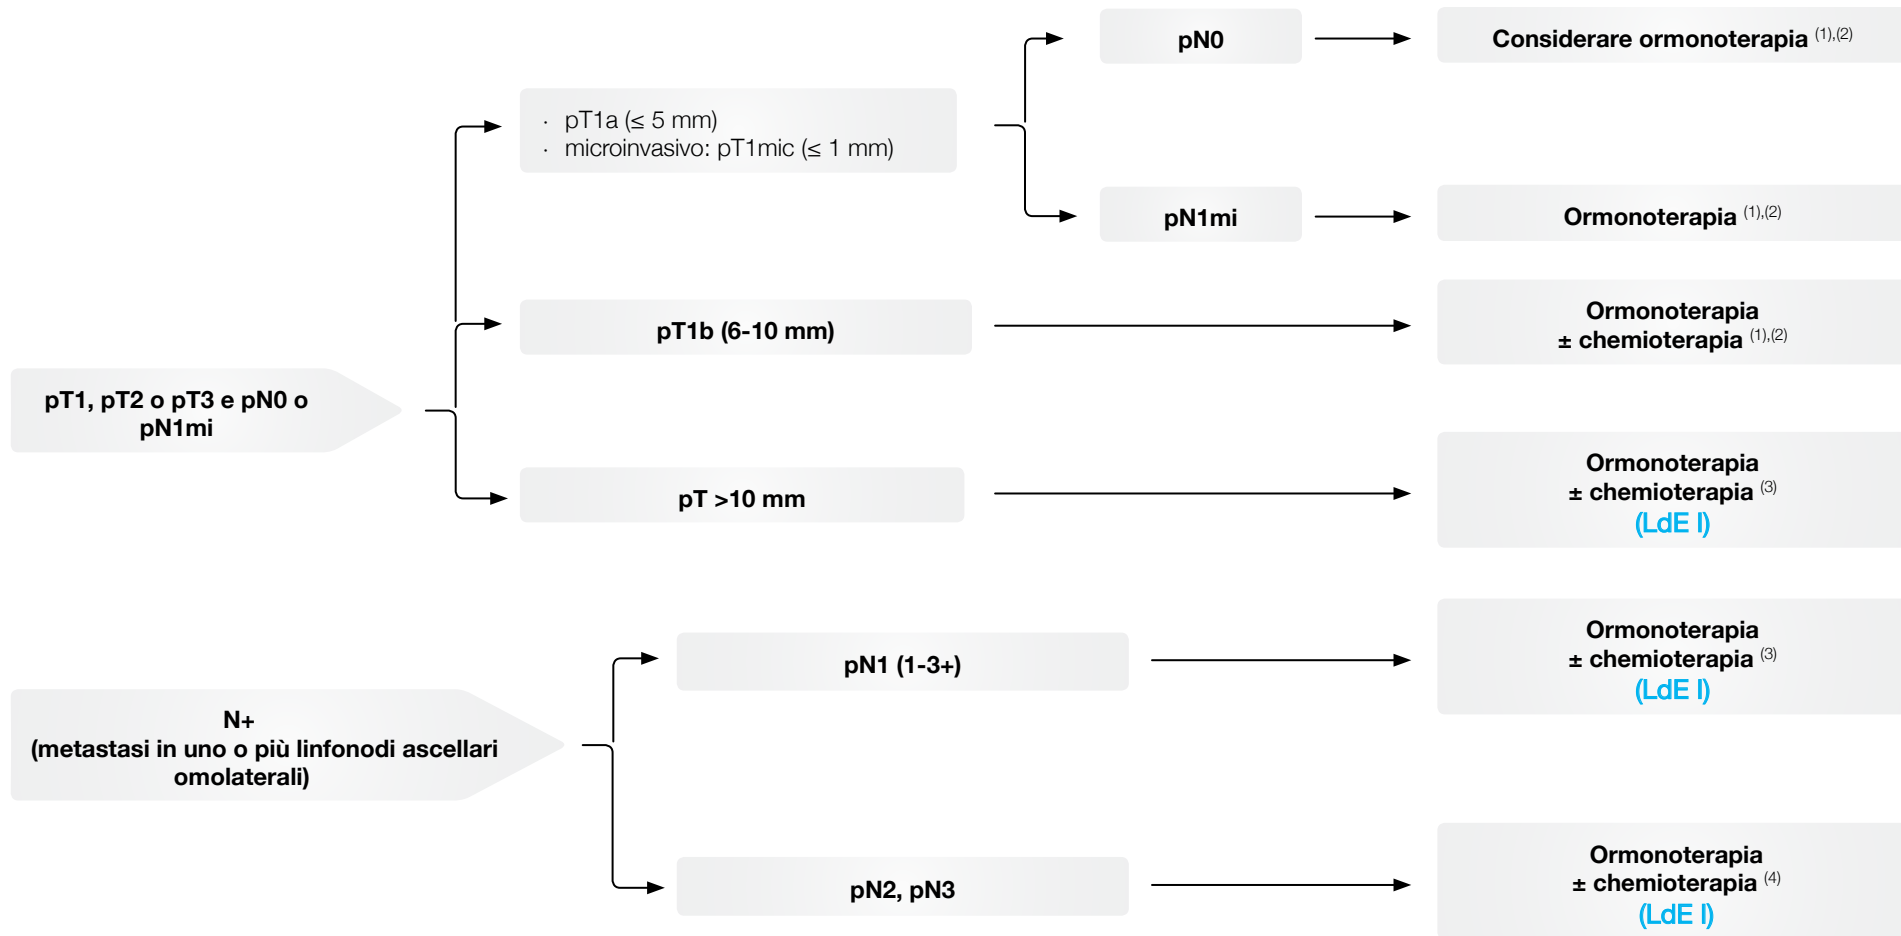 pN0
Considerare ormonoterapia (1),(2)
· pT1a (≤ 5 mm)
· microinvasivo: pT1mic (≤ 1 mm)
pN1mi
Ormonoterapia (1),(2)
pT1b (6-10 mm)
Ormonoterapia
± chemioterapia (1),(2)
pT1, pT2 o pT3 e pN0 o
pN1mi
pT >10 mm
Ormonoterapia
± chemioterapia (3)
(LdE I)
pN1 (1-3+)
Ormonoterapia
± chemioterapia (3)
(LdE I)
N+
(metastasi in uno o più linfonodi ascellari
omolaterali)
pN2, pN3
Ormonoterapia
± chemioterapia (4)
(LdE I)